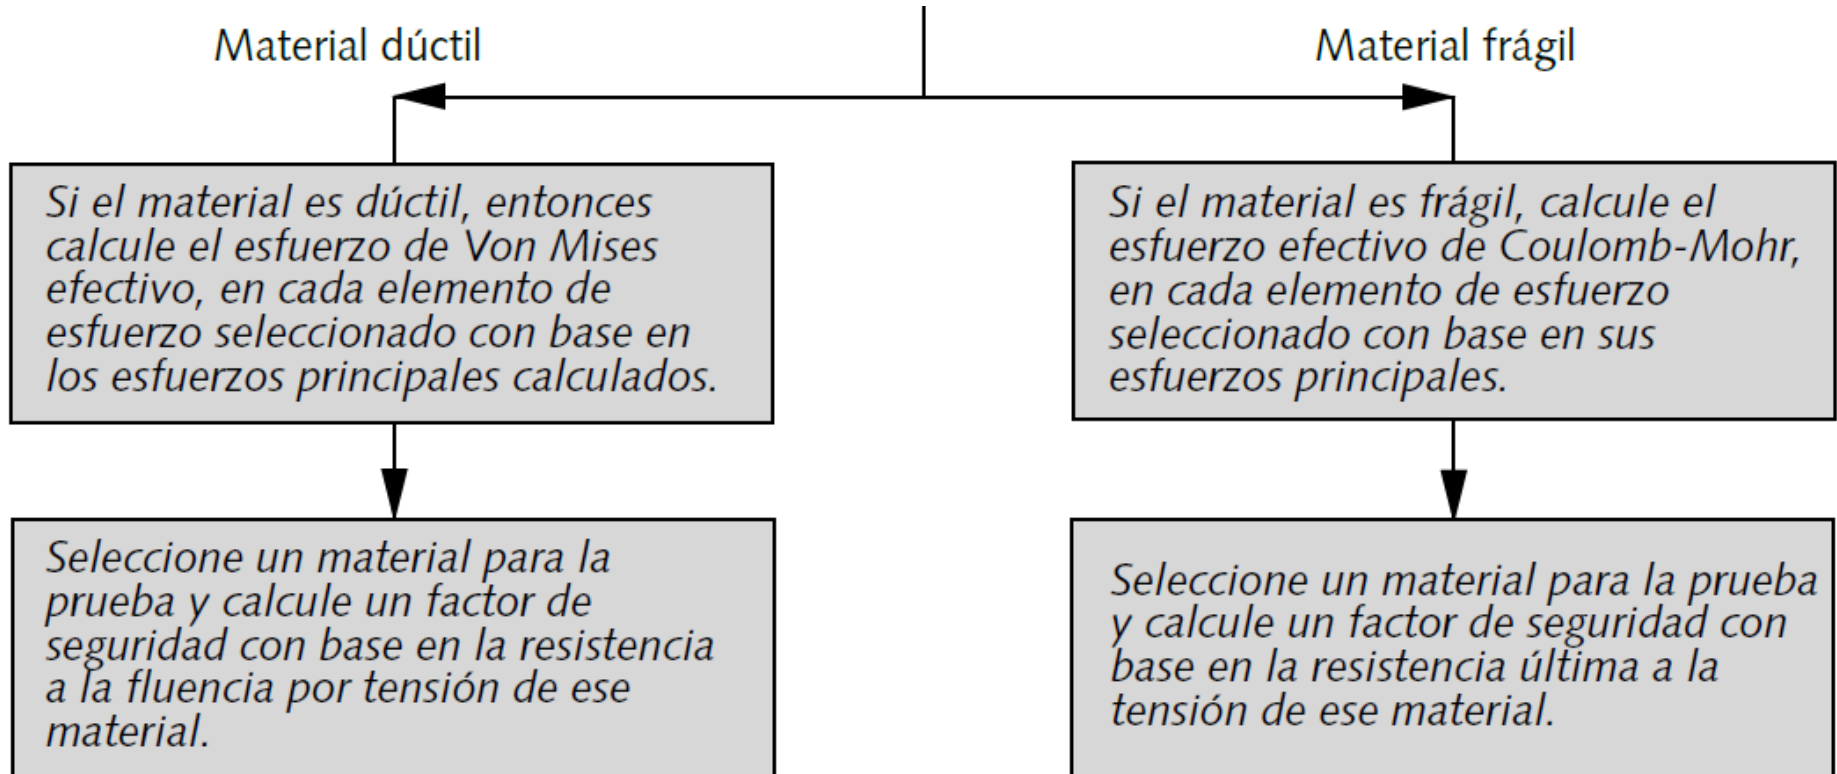 Material dúctil
Material frágil
Si el material es dúctil, entonces
calcule el esfuerzo de Von Mises
efectivo, en cada elemento de
esfuerzo seleccionado con base en
los esfuerzos principales calculados.
Si el material es frágil, calcule el
esfuerzo efectivo de Coulomb-Mohr,
en cada elemento de esfuerzo
seleccionado con base en sus
esfuerzos principales.
Seleccione un material para la
prueba y calcule un factor de
seguridad con base en la resistencia
a la fluencia por tensión de ese
material.
Seleccione un material para la prueba
y calcule un factor de seguridad con
base en la resistencia última a la
tensión de ese material.